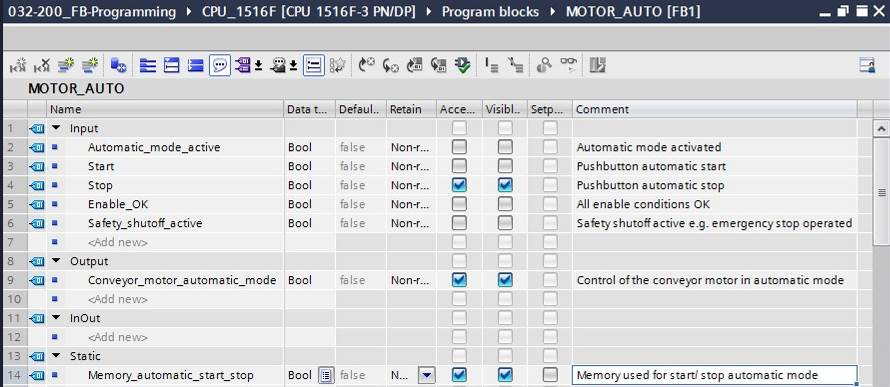 032-200_FB-Programming ▸ CPU_1516F [CPU 1516F-3 PN/DP] ▸ Program blocks ▸ MOTOR_AUTO [FB1]
MOTOR_AUTO
Name Data t... Defaul... Retain Acce... Visibl... Setp... Comment
1 Input
2 Automatic_mode_active Bool false Non-r... Automatic mode activated
3 Start Bool false Non-r... Pushbutton automatic start
4 Stop Bool false Non-r... Pushbutton automatic stop
5 Enable_OK Bool false Non-r... All enable conditions OK
6 Safety_shutoff_active Bool false Non-r... Safety shutoff active e.g. emergency stop operated
7 <Add new>
8 Output
9 Conveyor_motor_automatic_mode Bool false Non-r... Control of the conveyor motor in automatic mode
10 <Add new>
11 InOut
12 <Add new>
13 Static
14 Memory_automatic_start_stop Bool false N... Memory used for start/ stop automatic mode